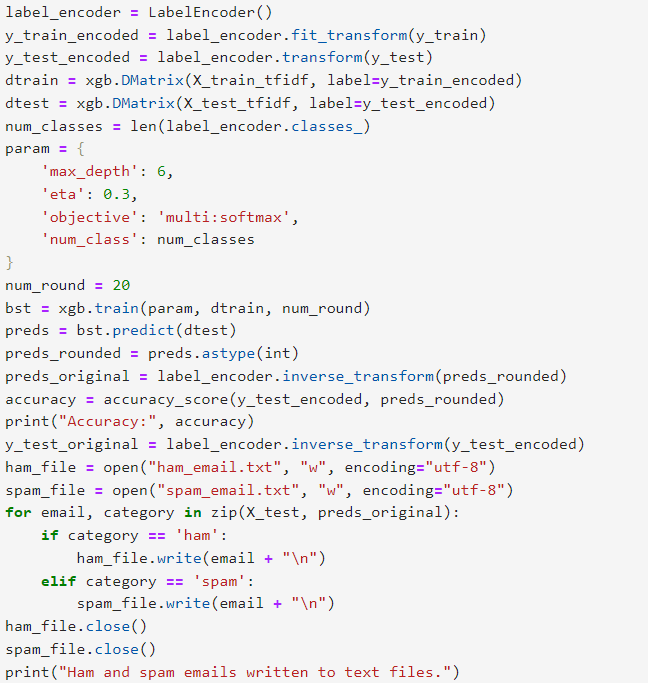 label_encoder = LabelEncoder()
y_train_encoded = label_encoder.fit_transform(y_train)
y_test_encoded = label_encoder.transform(y_test)
dtrain = xgb.DMatrix(X_train_tfidf, label=y_train_encoded)
dtest = xgb.DMatrix(X_test_tfidf, label=y_test_encoded)
num_classes = len(label_encoder.classes_)
param = {
    'max_depth': 6,
    'eta': 0.3,
    'objective': 'multi:softmax',
    'num_class': num_classes
}
num_round = 20
bst = xgb.train(param, dtrain, num_round)
preds = bst.predict(dtest)
preds_rounded = preds.astype(int)
preds_original = label_encoder.inverse_transform(preds_rounded)
accuracy = accuracy_score(y_test_encoded, preds_rounded)
print("Accuracy:", accuracy)
y_test_original = label_encoder.inverse_transform(y_test_encoded)
ham_file = open("ham_email.txt", "w", encoding="utf-8")
spam_file = open("spam_email.txt", "w", encoding="utf-8")
for email, category in zip(X_test, preds_original):
    if category == 'ham':
        ham_file.write(email + "\n")
    elif category == 'spam':
        spam_file.write(email + "\n")
ham_file.close()
spam_file.close()
print("Ham and spam emails written to text files.")